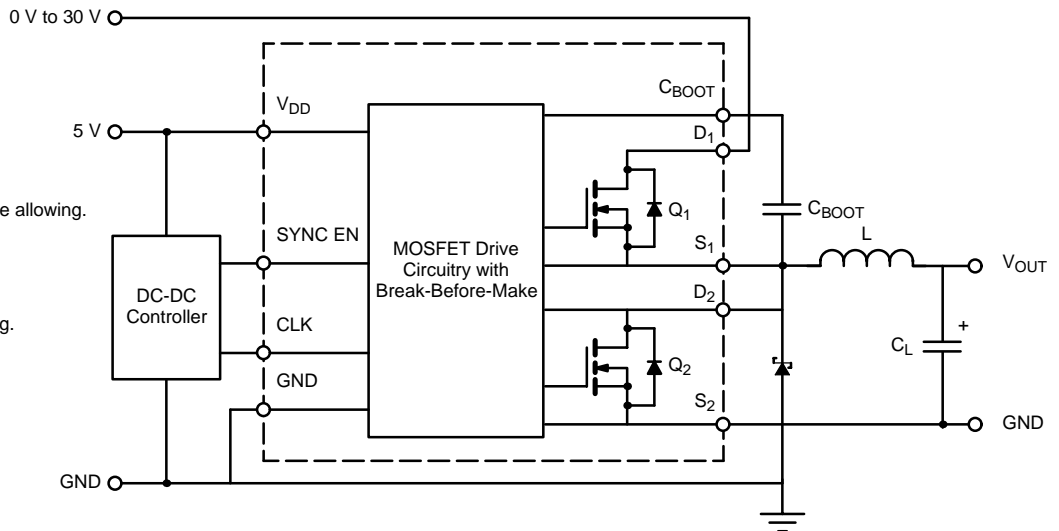 0 V to 30 V
C_BOOT
V_DD
D_1
5 V
e allowing.
Q_1
C_BOOT
SYNC EN
MOSFET Drive
Circuitry with
Break-Before-Make
S_1
L
V_OUT
DC-DC
Controller
D_2
g.
CLK
C_L
+
GND
Q_2
S_2
GND
GND